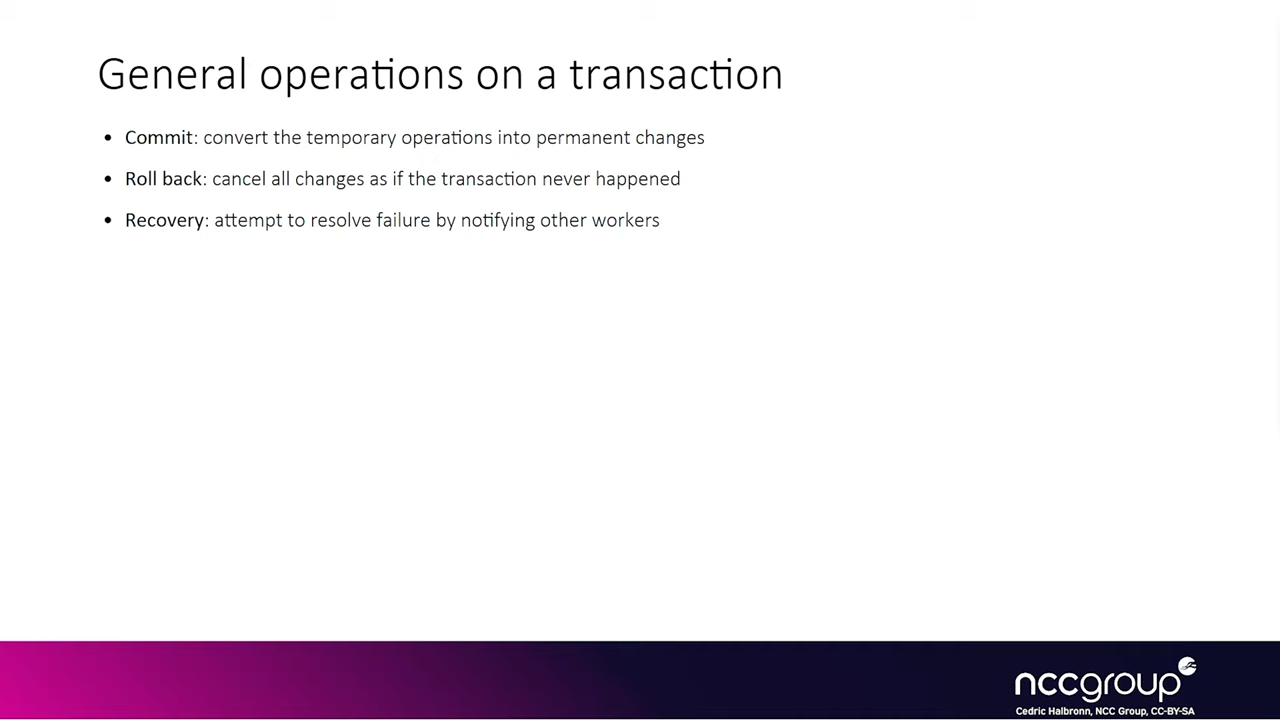 General operations on a transaction
• Commit: convert the temporary operations into permanent changes
• Roll back: cancel all changes as if the transaction never happened
• Recovery: attempt to resolve failure by notifying other workers
nccgroup
Cedric Halbronn, NCC Group, CC-BY-SA